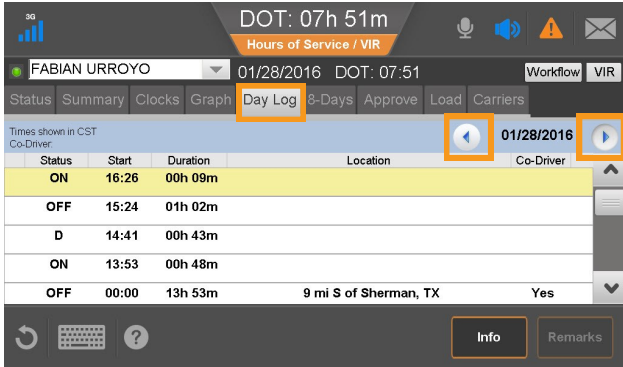 3G
DOT: 07h 51m
Hours of Service / VIR
FABIAN URROYO
01/28/2016 DOT: 07:51
Workflow
VIR
Status Summary Clocks Graph Day Log 8-Days Approve Load Carriers
Times shown in CST
Co-Driver:
01/28/2016
Status Start Duration Location Co-Driver
ON 16:26 00h 09m
OFF 15:24 01h 02m
D 14:41 00h 43m
ON 13:53 00h 48m
OFF 00:00 13h 53m 9 mi S of Sherman, TX Yes
?
Info
Remarks